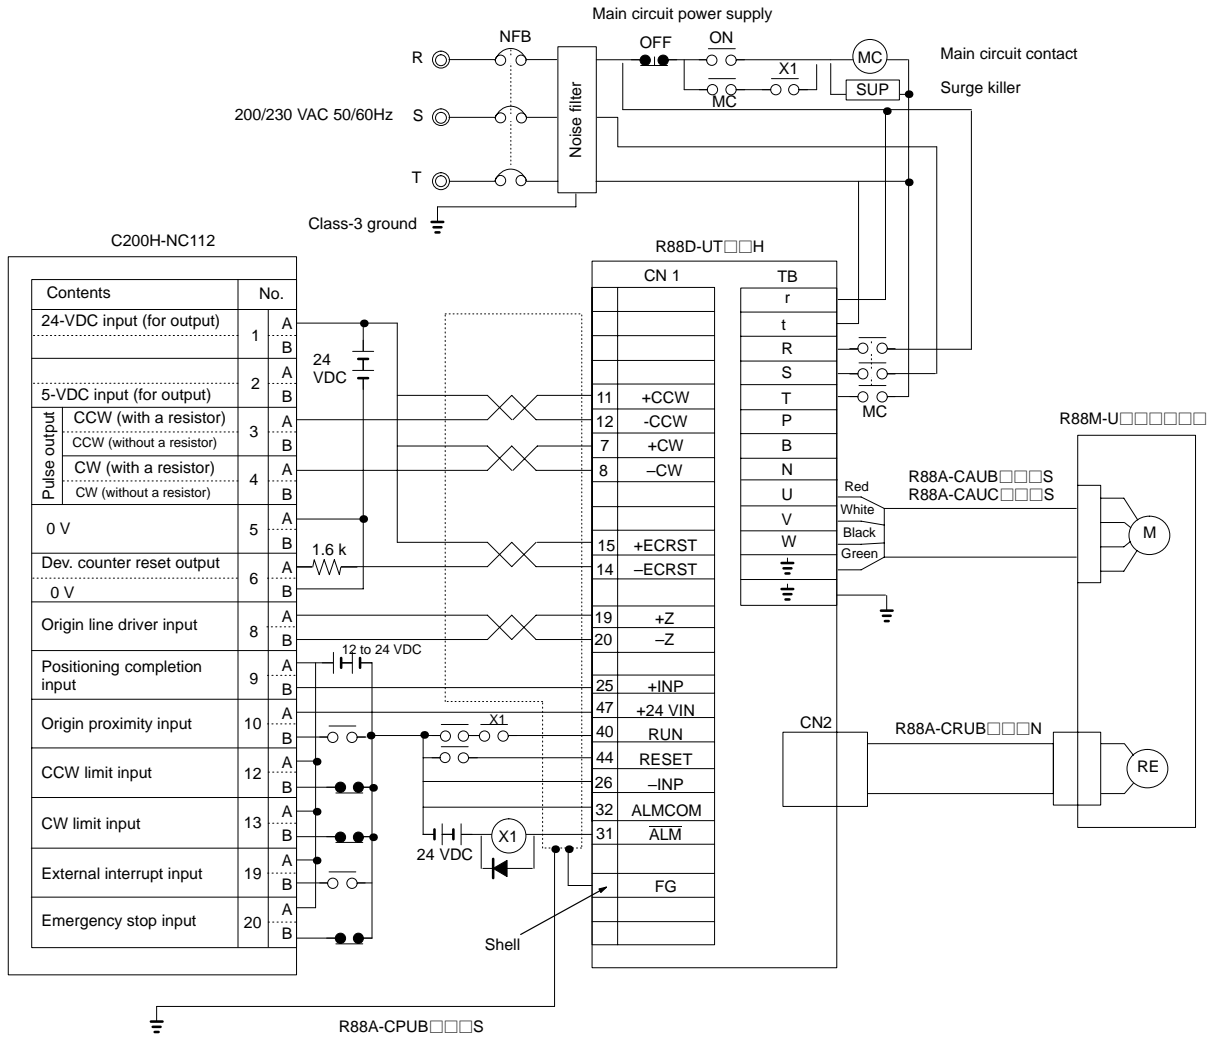 Main circuit power supply
NFB
OFF
ON
R
MC
Main circuit contact
X1
SUP
Surge killer
MC
200/230 VAC 50/60Hz
S
Noise filter
T
Class-3 ground
C200H-NC112
R88D-UT□□H
Contents
No.
24-VDC input (for output)
1
A
B
2
A
5-VDC input (for output)
B
Pulse output
CCW (with a resistor)
3
A
CCW (without a resistor)
B
CW (with a resistor)
4
A
CW (without a resistor)
B
0 V
5
A
B
Dev. counter reset output
6
A
0 V
B
Origin line driver input
8
A
B
Positioning completion
input
9
A
B
Origin proximity input
10
A
B
CCW limit input
12
A
B
CW limit input
13
A
B
External interrupt input
19
A
B
Emergency stop input
20
A
B
24
VDC
1.6 k
12 to 24 VDC
X1
24 VDC
X1
Shell
R88A-CPUB□□□S
CN 1
11 +CCW
12 -CCW
7 +CW
8 –CW
15 +ECRST
14 –ECRST
19 +Z
20 –Z
25 +INP
47 +24 VIN
40 RUN
44 RESET
26 –INP
32 ALMCOM
31 A̅L̅M̅
FG
TB
r
t
R
S
T
P
B
N
U
V
W
MC
Red
White
Black
Green
CN2
R88A-CAUB□□□S
R88A-CAUC□□□S
R88A-CRUB□□□N
R88M-U□□□□□□
M
RE